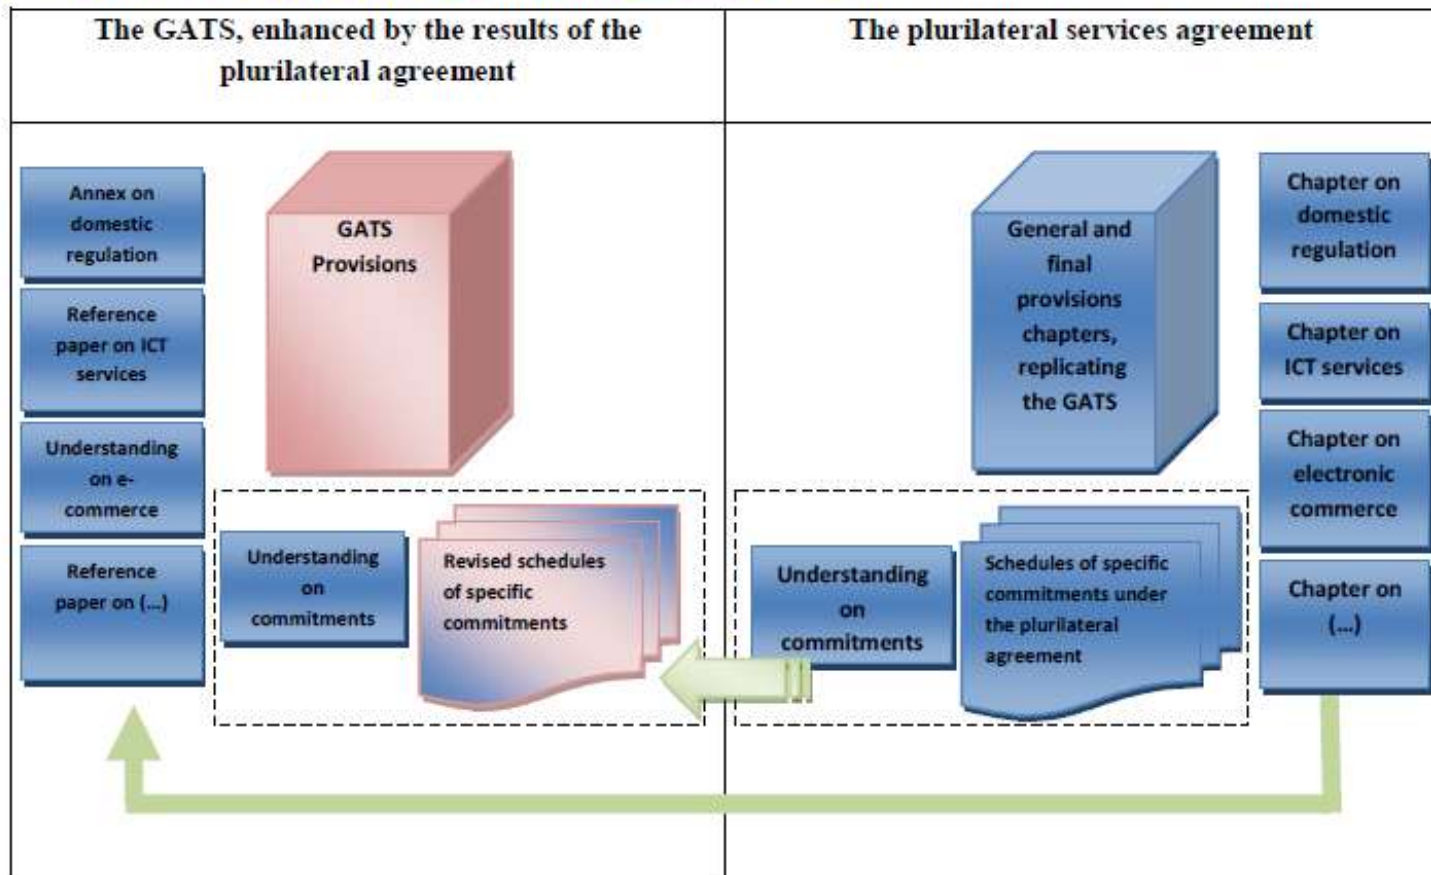 The GATS, enhanced by the results of the
plurilateral agreement
The plurilateral services agreement
Annex on
domestic
regulation
Reference
paper on ICT
services
Understanding
on e-
commerce
Reference
paper on (...)
GATS
Provisions
Understanding
on
commitments
Revised schedules
of specific
commitments
General and
final
provisions
chapters,
replicating
the GATS
Understanding
on
commitments
Schedules of specific
commitments under
the plurilateral
agreement
Chapter on
domestic
regulation
Chapter on
ICT services
Chapter on
electronic
commerce
Chapter on
(...)